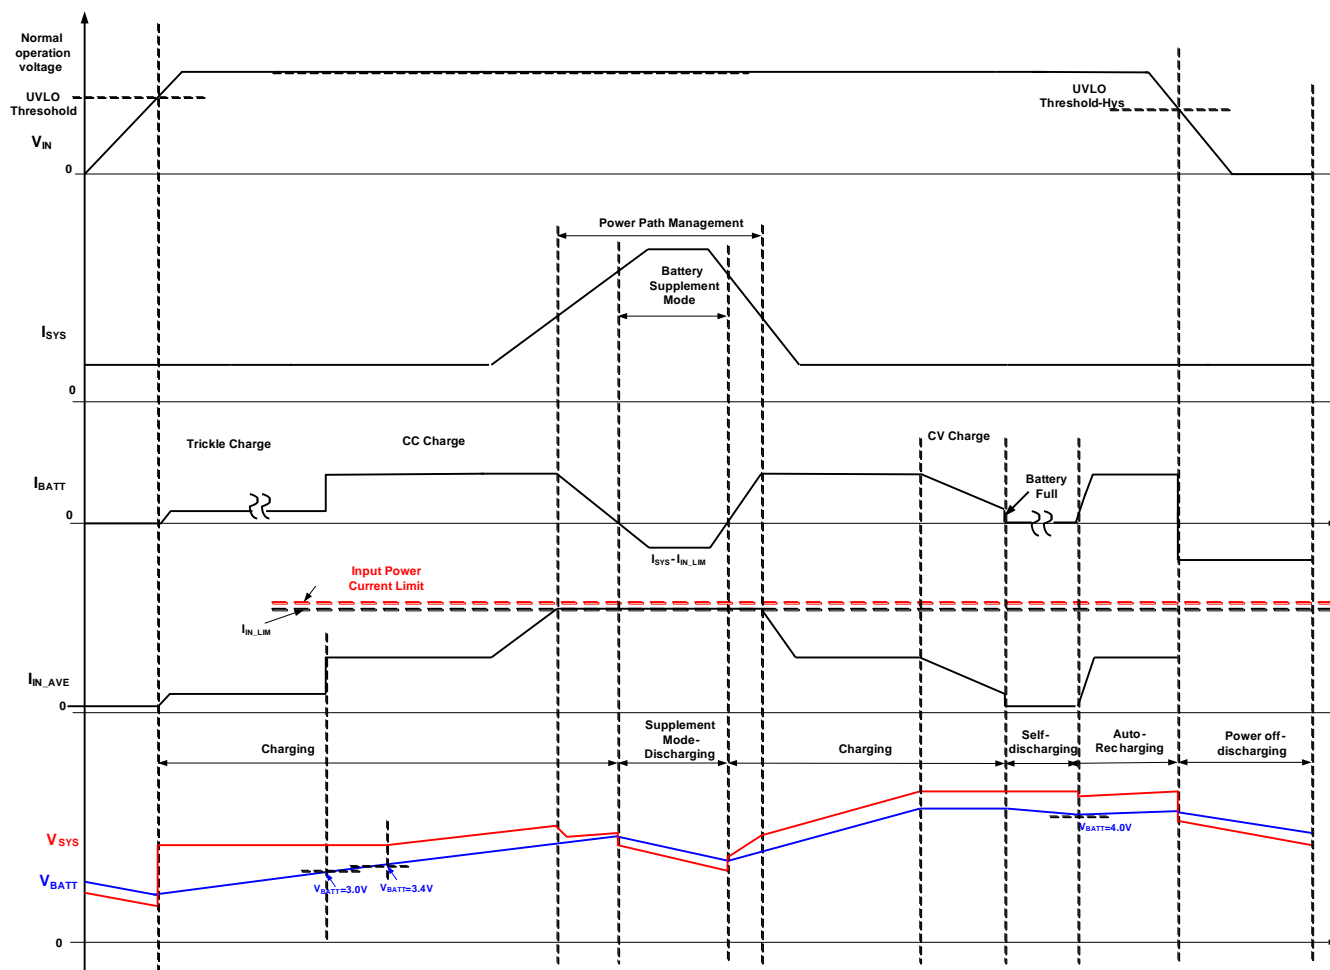 Normal
operation
voltage
UVLO
Thresohold
UVLO
Threshold-Hys
VIN
0
Power Path Management
Battery
Supplement
Mode
ISYS
0
Trickle Charge
CC Charge
CV Charge
IBATT
Battery
Full
0
ISYS-IIN_LIM
Input Power
Current Limit
IIN_LIM
IIN_AVE
0
Charging
Supplement
Mode-
Discharging
Charging
Self-
discharging
Auto-
Recharging
Power off-
discharging
VSYS
VBATT=4.0V
VBATT
VBATT=3.0V
VBATT=3.4V
0